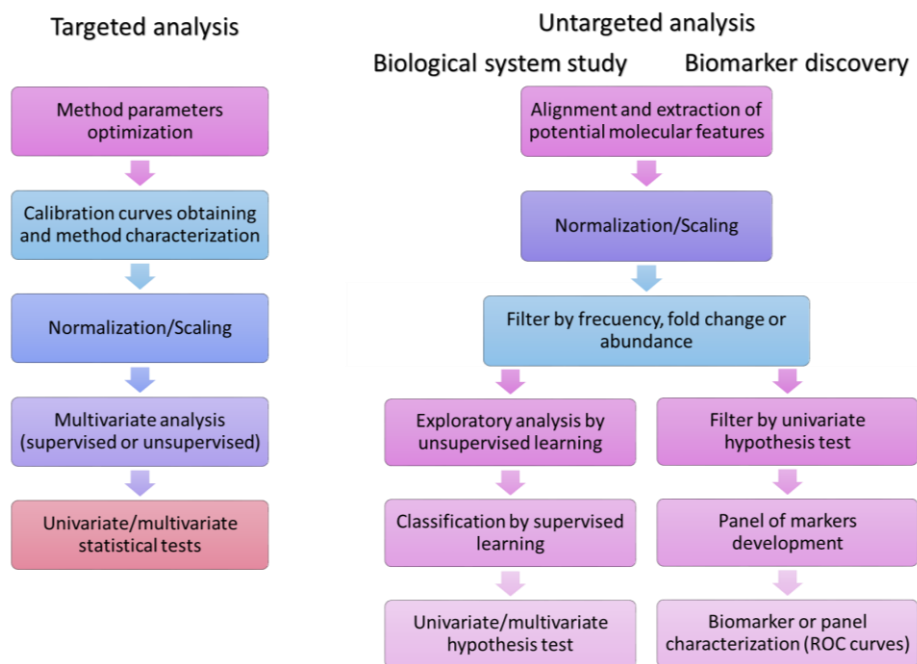 Targeted analysis
Method parameters
optimization
Calibration curves obtaining
and method characterization
Normalization/Scaling
Multivariate analysis
(supervised or unsupervised)
Univariate/multivariate
statistical tests
Untargeted analysis
Biological system study
Biomarker discovery
Alignment and extraction of
potential molecular features
Normalization/Scaling
Filter by frecuency, fold change or
abundance
Exploratory analysis by
unsupervised learning
Classification by supervised
learning
Univariate/multivariate
hypothesis test
Filter by univariate
hypothesis test
Panel of markers
development
Biomarker or panel
characterization (ROC curves)